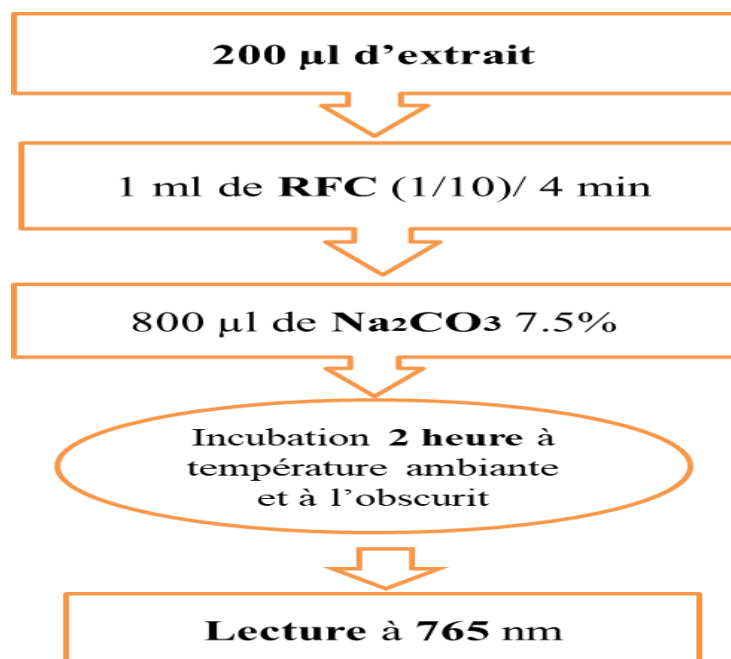 200 µl d’extrait
1 ml de RFC (1/10)/ 4 min
800 µl de Na₂CO₃ 7.5%
Incubation 2 heure à
température ambiante
et à l’obscurit
Lecture à 765 nm